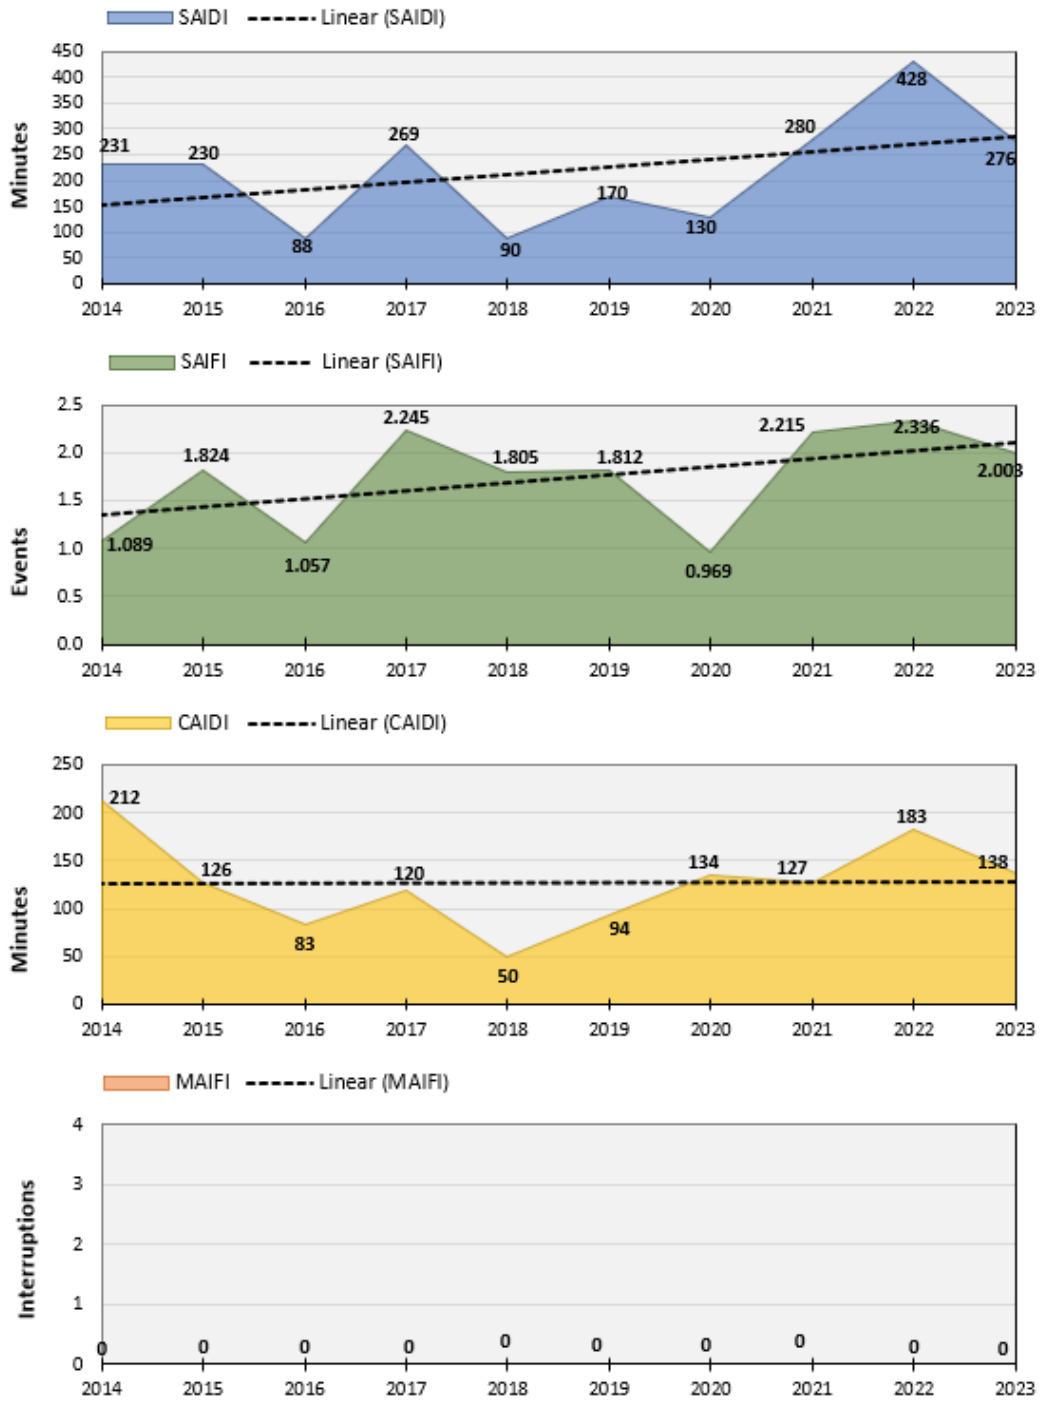 SAIDI Linear (SAIDI)
450
400
350
300
250
200
150
100
50
0
Minutes
231 230 88 269 90 170 130 280 428 276
2014 2015 2016 2017 2018 2019 2020 2021 2022 2023
SAIFI Linear (SAIFI)
2.5
2.0
1.5
1.0
0.5
0.0
Events
1.089 1.824 1.057 2.245 1.805 1.812 0.969 2.215 2.336 2.003
2014 2015 2016 2017 2018 2019 2020 2021 2022 2023
CAIDI Linear (CAIDI)
250
200
150
100
50
0
Minutes
212 126 83 120 50 94 134 127 183 138
2014 2015 2016 2017 2018 2019 2020 2021 2022 2023
MAIFI Linear (MAIFI)
4
3
2
1
0
Interruptions
0 0 0 0 0 0 0 0 0 0
2014 2015 2016 2017 2018 2019 2020 2021 2022 2023